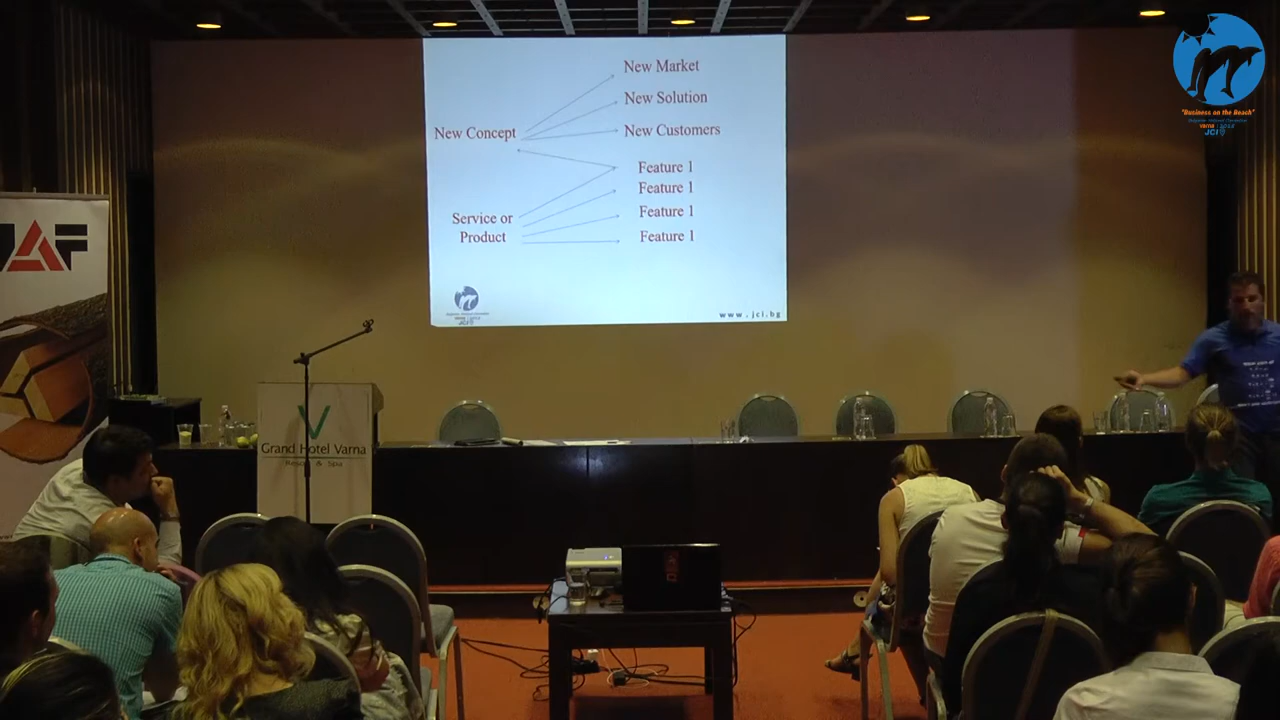 New Market
New Solution
New Concept
New Customers
Feature 1
Feature 1
Service or
Product
Feature 1
Feature 1
www.jci.bg
"Business on the Beach"
JCI
JAF
V
Grand Hotel Varna
Resort & Spa